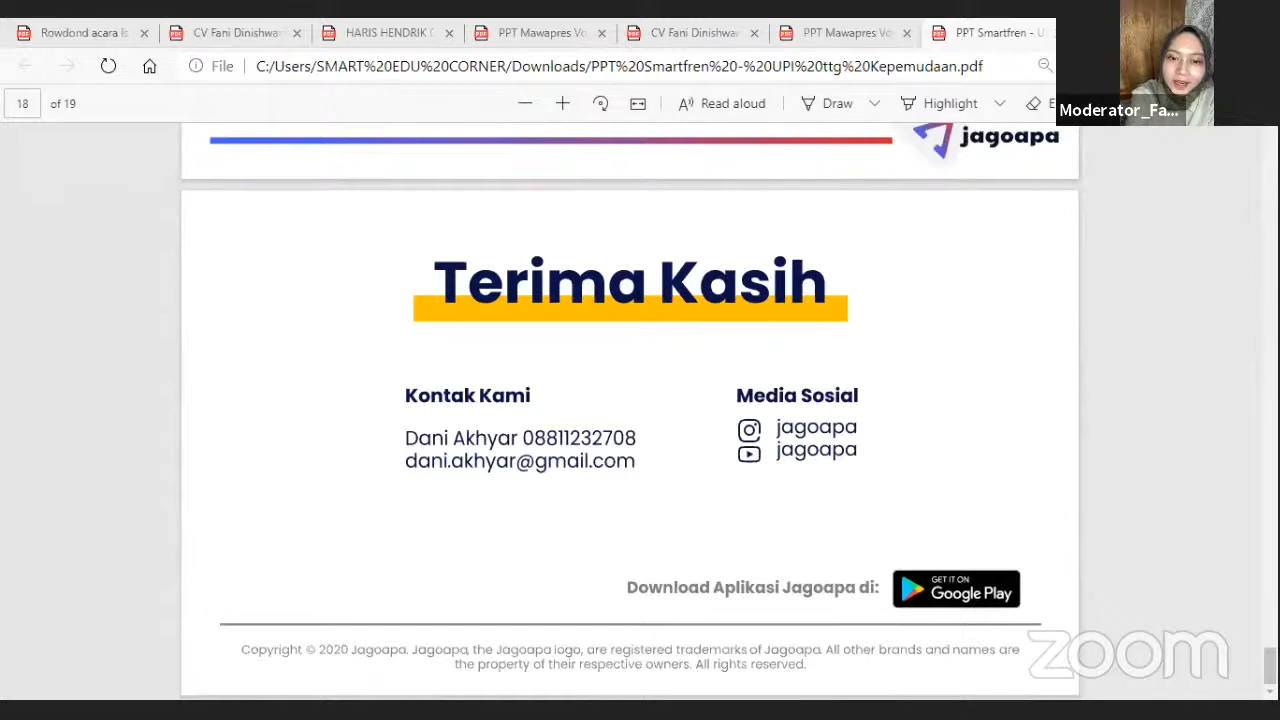 Rowdond acara Is
CV Fani Dinishwan
HARIS HENDRIK
PPT Mawapres Vo
CV Fani Dinishwan
PPT Mawapres Vo
PPT Smartfren - U
File
C:/Users/SMART%20EDU%20CORNER/Downloads/PPT%20Smartfren%20-%20UPI%20ttg%20Kepemudaan.pdf
18 of 19
Read aloud
Draw
Highlight
Moderator_Fa...
jagoapa
Terima Kasih
Kontak Kami
Dani Akhyar 08811232708
dani.akhyar@gmail.com
Media Sosial
jagoapa
jagoapa
Download Aplikasi Jagoapa di:
GET IT ON
Google Play
Copyright © 2020 Jagoapa. Jagoapa, the Jagoapa logo, are registered trademarks of Jagoapa. All other brands and names are
the property of their respective owners. All rights reserved.
zoom